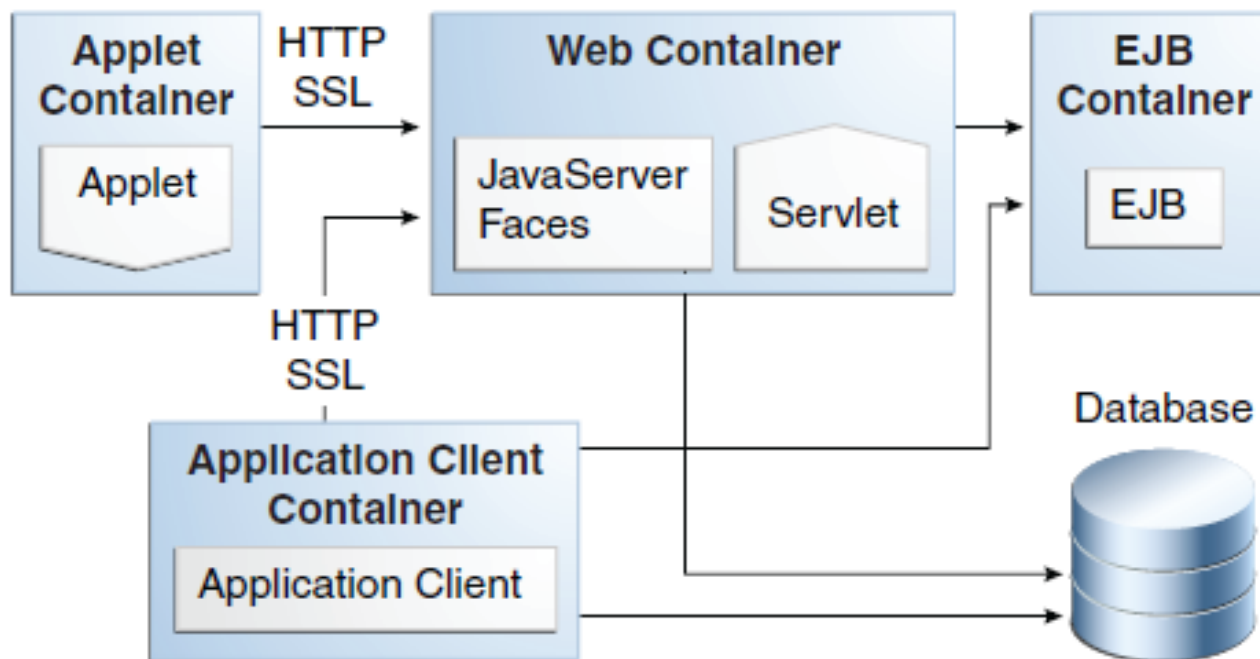 Applet
Container
Applet
HTTP
SSL
Web Container
JavaServer
Faces
Servlet
EJB
Container
EJB
HTTP
SSL
Application Client
Container
Application Client
Database